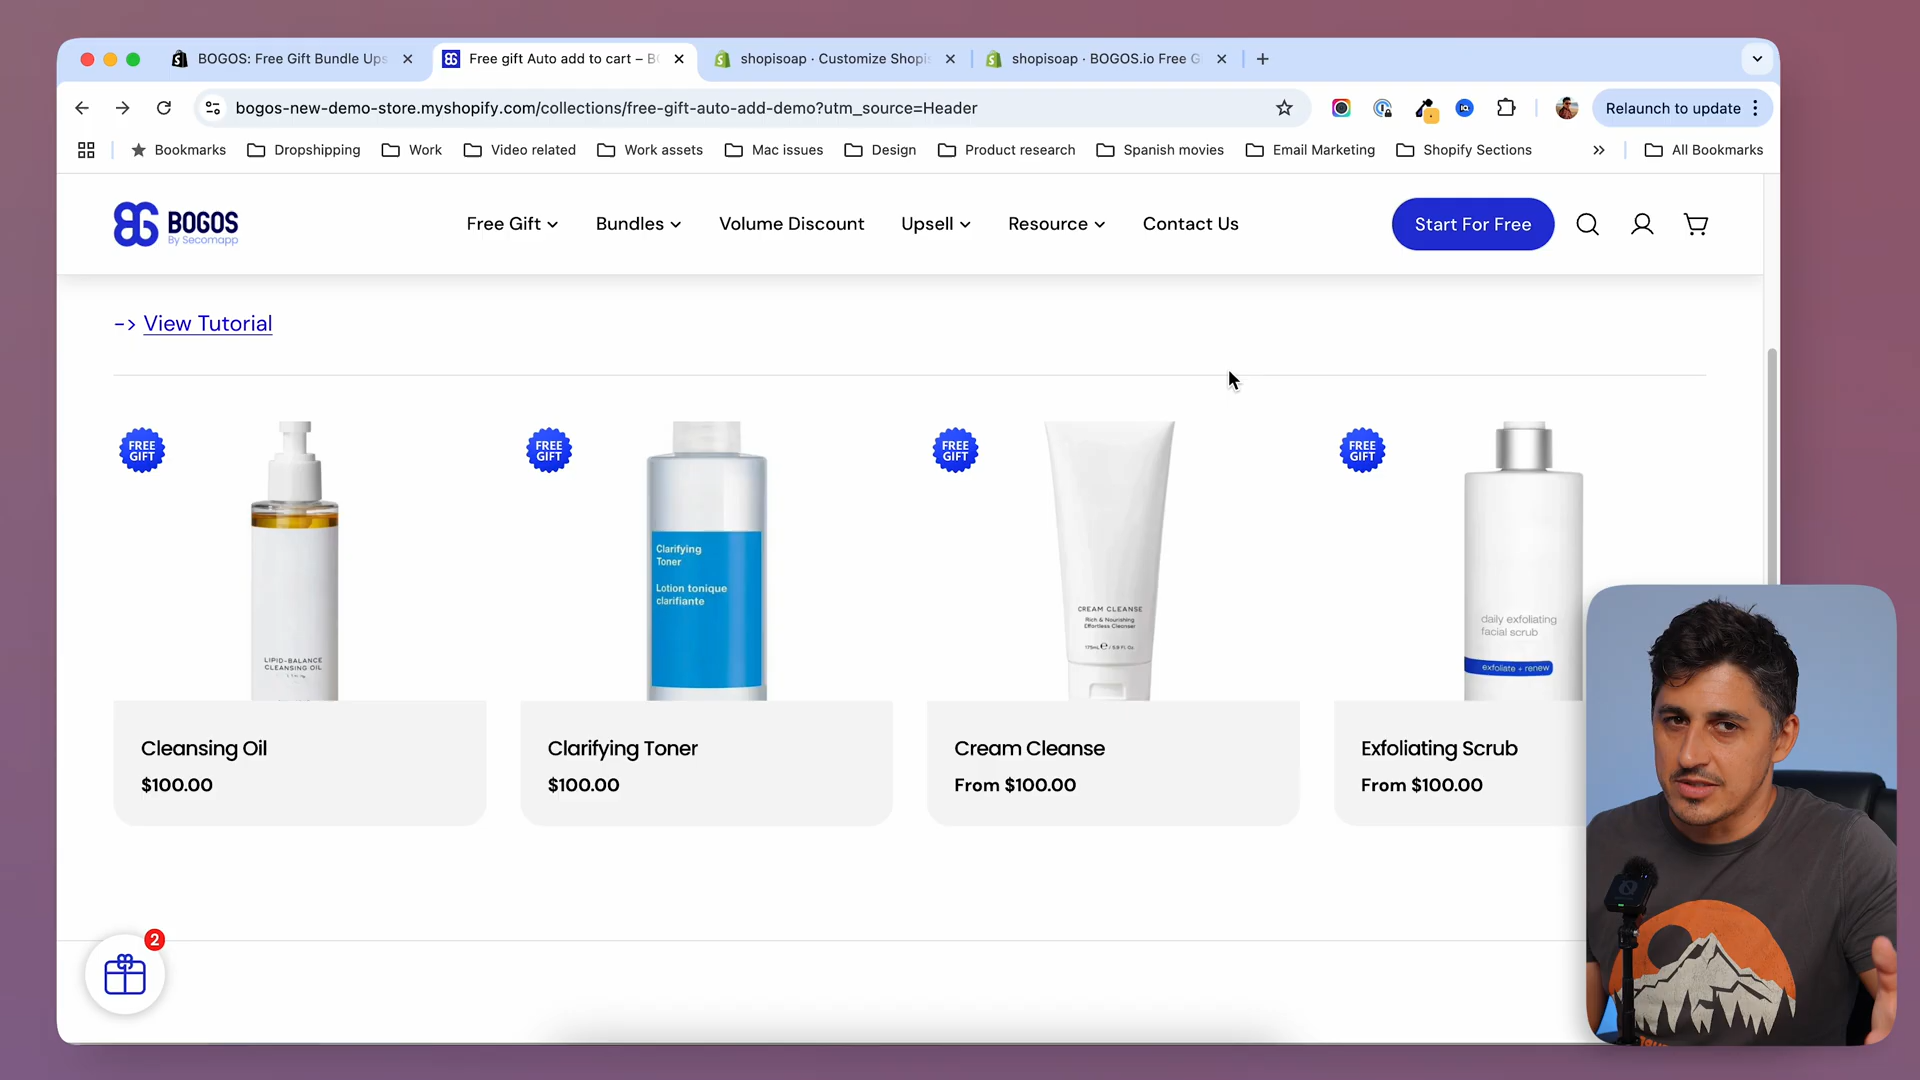 BOGOS: Free Gift Bundle Ups
Free gift Auto add to cart – B
shopisoap · Customize Shopi
shopisoap · BOGOS.io Free G
bogos-new-demo-store.myshopify.com/collections/free-gift-auto-add-demo?utm_source=Header
Relaunch to update
Bookmarks
Dropshipping
Work
Video related
Work assets
Mac issues
Design
Product research
Spanish movies
Email Marketing
Shopify Sections
All Bookmarks
BOGOS
By Secomapp
Free Gift
Bundles
Volume Discount
Upsell
Resource
Contact Us
Start For Free
–> View Tutorial
FREE
GIFT
FREE
GIFT
FREE
GIFT
FREE
GIFT
LIPID-BALANCE
CLEANSING OIL
Clarifying
Toner
Lotion tonique
clarifiante
CREAM CLEANSE
Rich & Nourishing
Effortless Cleanser
daily exfoliating
facial scrub
exfoliate + renew
Cleansing Oil
$100.00
Clarifying Toner
$100.00
Cream Cleanse
From $100.00
Exfoliating Scrub
From $100.00
2